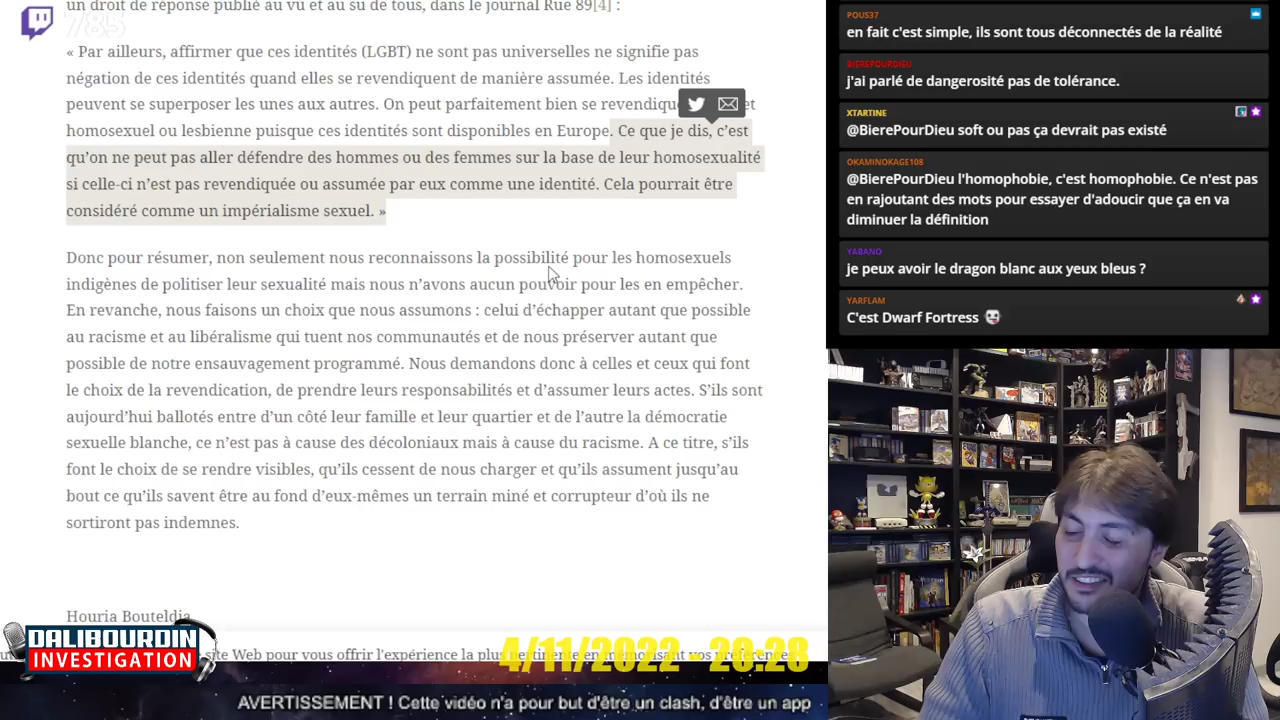 un droit de réponse publié au vu et au su de tous, dans le journal Rue 89[4] :
785
« Par ailleurs, affirmer que ces identités (LGBT) ne sont pas universelles ne signifie pas
négation de ces identités quand elles se revendiquent de manière assumée. Les identités
peuvent se superposer les unes aux autres. On peut parfaitement bien se revendiqu et
homosexuel ou lesbienne puisque ces identités sont disponibles en Europe. Ce que je dis, c’est
qu’on ne peut pas aller défendre des hommes ou des femmes sur la base de leur homosexualité
si celle-ci n’est pas revendiquée ou assumée par eux comme une identité. Cela pourrait être
considéré comme un impérialisme sexuel. »
Donc pour résumer, non seulement nous reconnaissons la possibilité pour les homosexuels
indigènes de politiser leur sexualité mais nous n’avons aucun pouvoir pour les en empêcher.
En revanche, nous faisons un choix que nous assumons : celui d’échapper autant que possible
au racisme et au libéralisme qui tuent nos communautés et de nous préserver autant que
possible de notre ensauvagement programmé. Nous demandons donc à celles et ceux qui font
le choix de la revendication, de prendre leurs responsabilités et d’assumer leurs actes. S’ils sont
aujourd’hui ballotés entre d’un côté leur famille et leur quartier et de l’autre la démocratie
sexuelle blanche, ce n’est pas à cause des décoloniaux mais à cause du racisme. A ce titre, s’ils
font le choix de se rendre visibles, qu’ils cessent de nous charger et qu’ils assument jusqu’au
bout ce qu’ils savent être au fond d’eux-mêmes un terrain miné et corrupteur d’où ils ne
sortiront pas indemnes.
Houria Bouteldja
site Web pour vous offrir l'expérience la plus pertinente en mémorisant vos préférences
DALIBOURDIN
INVESTIGATION
4/11/2022 - 20:28
AVERTISSEMENT ! Cette vidéo n'a pour but d'être un clash, d'être un app
POUS37
en fait c'est simple, ils sont tous déconnectés de la réalité
BIEREPOURDIEU
j'ai parlé de dangerosité pas de tolérance.
XTARTINE
@BierePourDieu soft ou pas ça devrait pas existé
OKAMINOKAGE108
@BierePourDieu l'homophobie, c'est homophobie. Ce n'est pas
en rajoutant des mots pour essayer d'adoucir que ça en va
diminuer la définition
YABANO
je peux avoir le dragon blanc aux yeux bleus ?
YARFLAM
C'est Dwarf Fortress